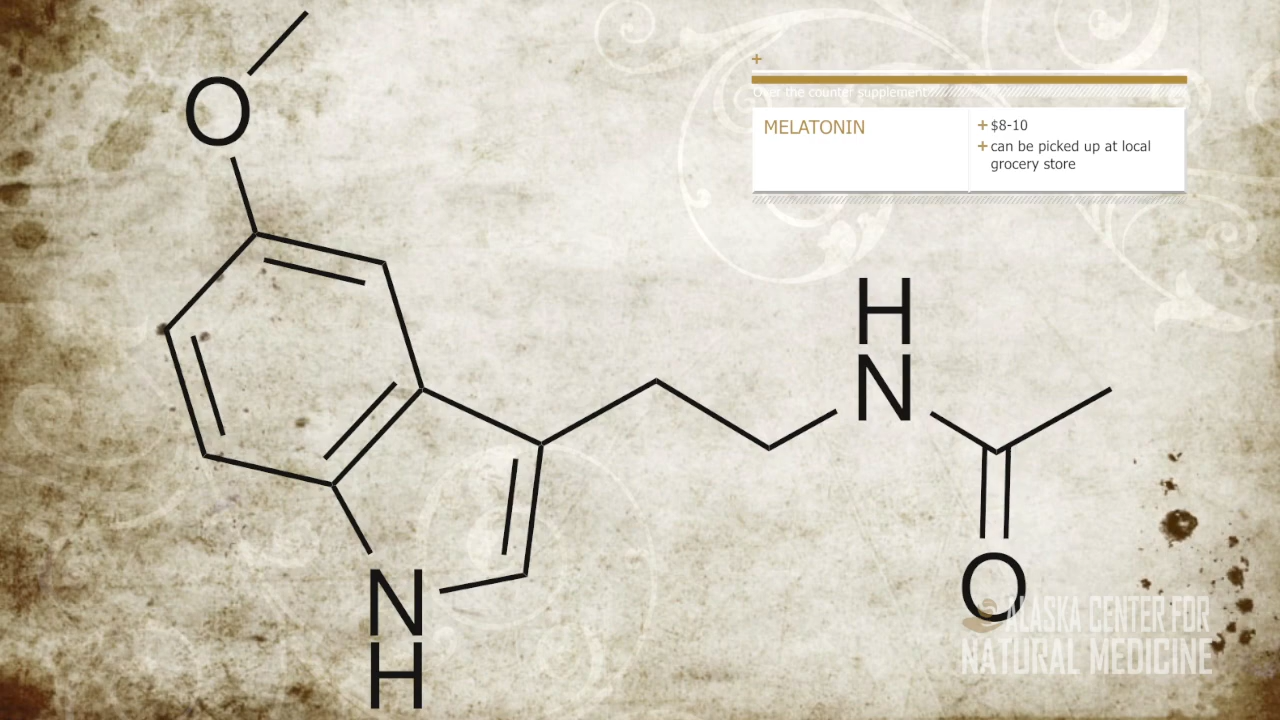 +
Over the counter supplement
MELATONIN
+ $8-10
+ can be picked up at local
grocery store
O
H
N
O
N
H
ALASKA CENTER FOR
NATURAL MEDICINE